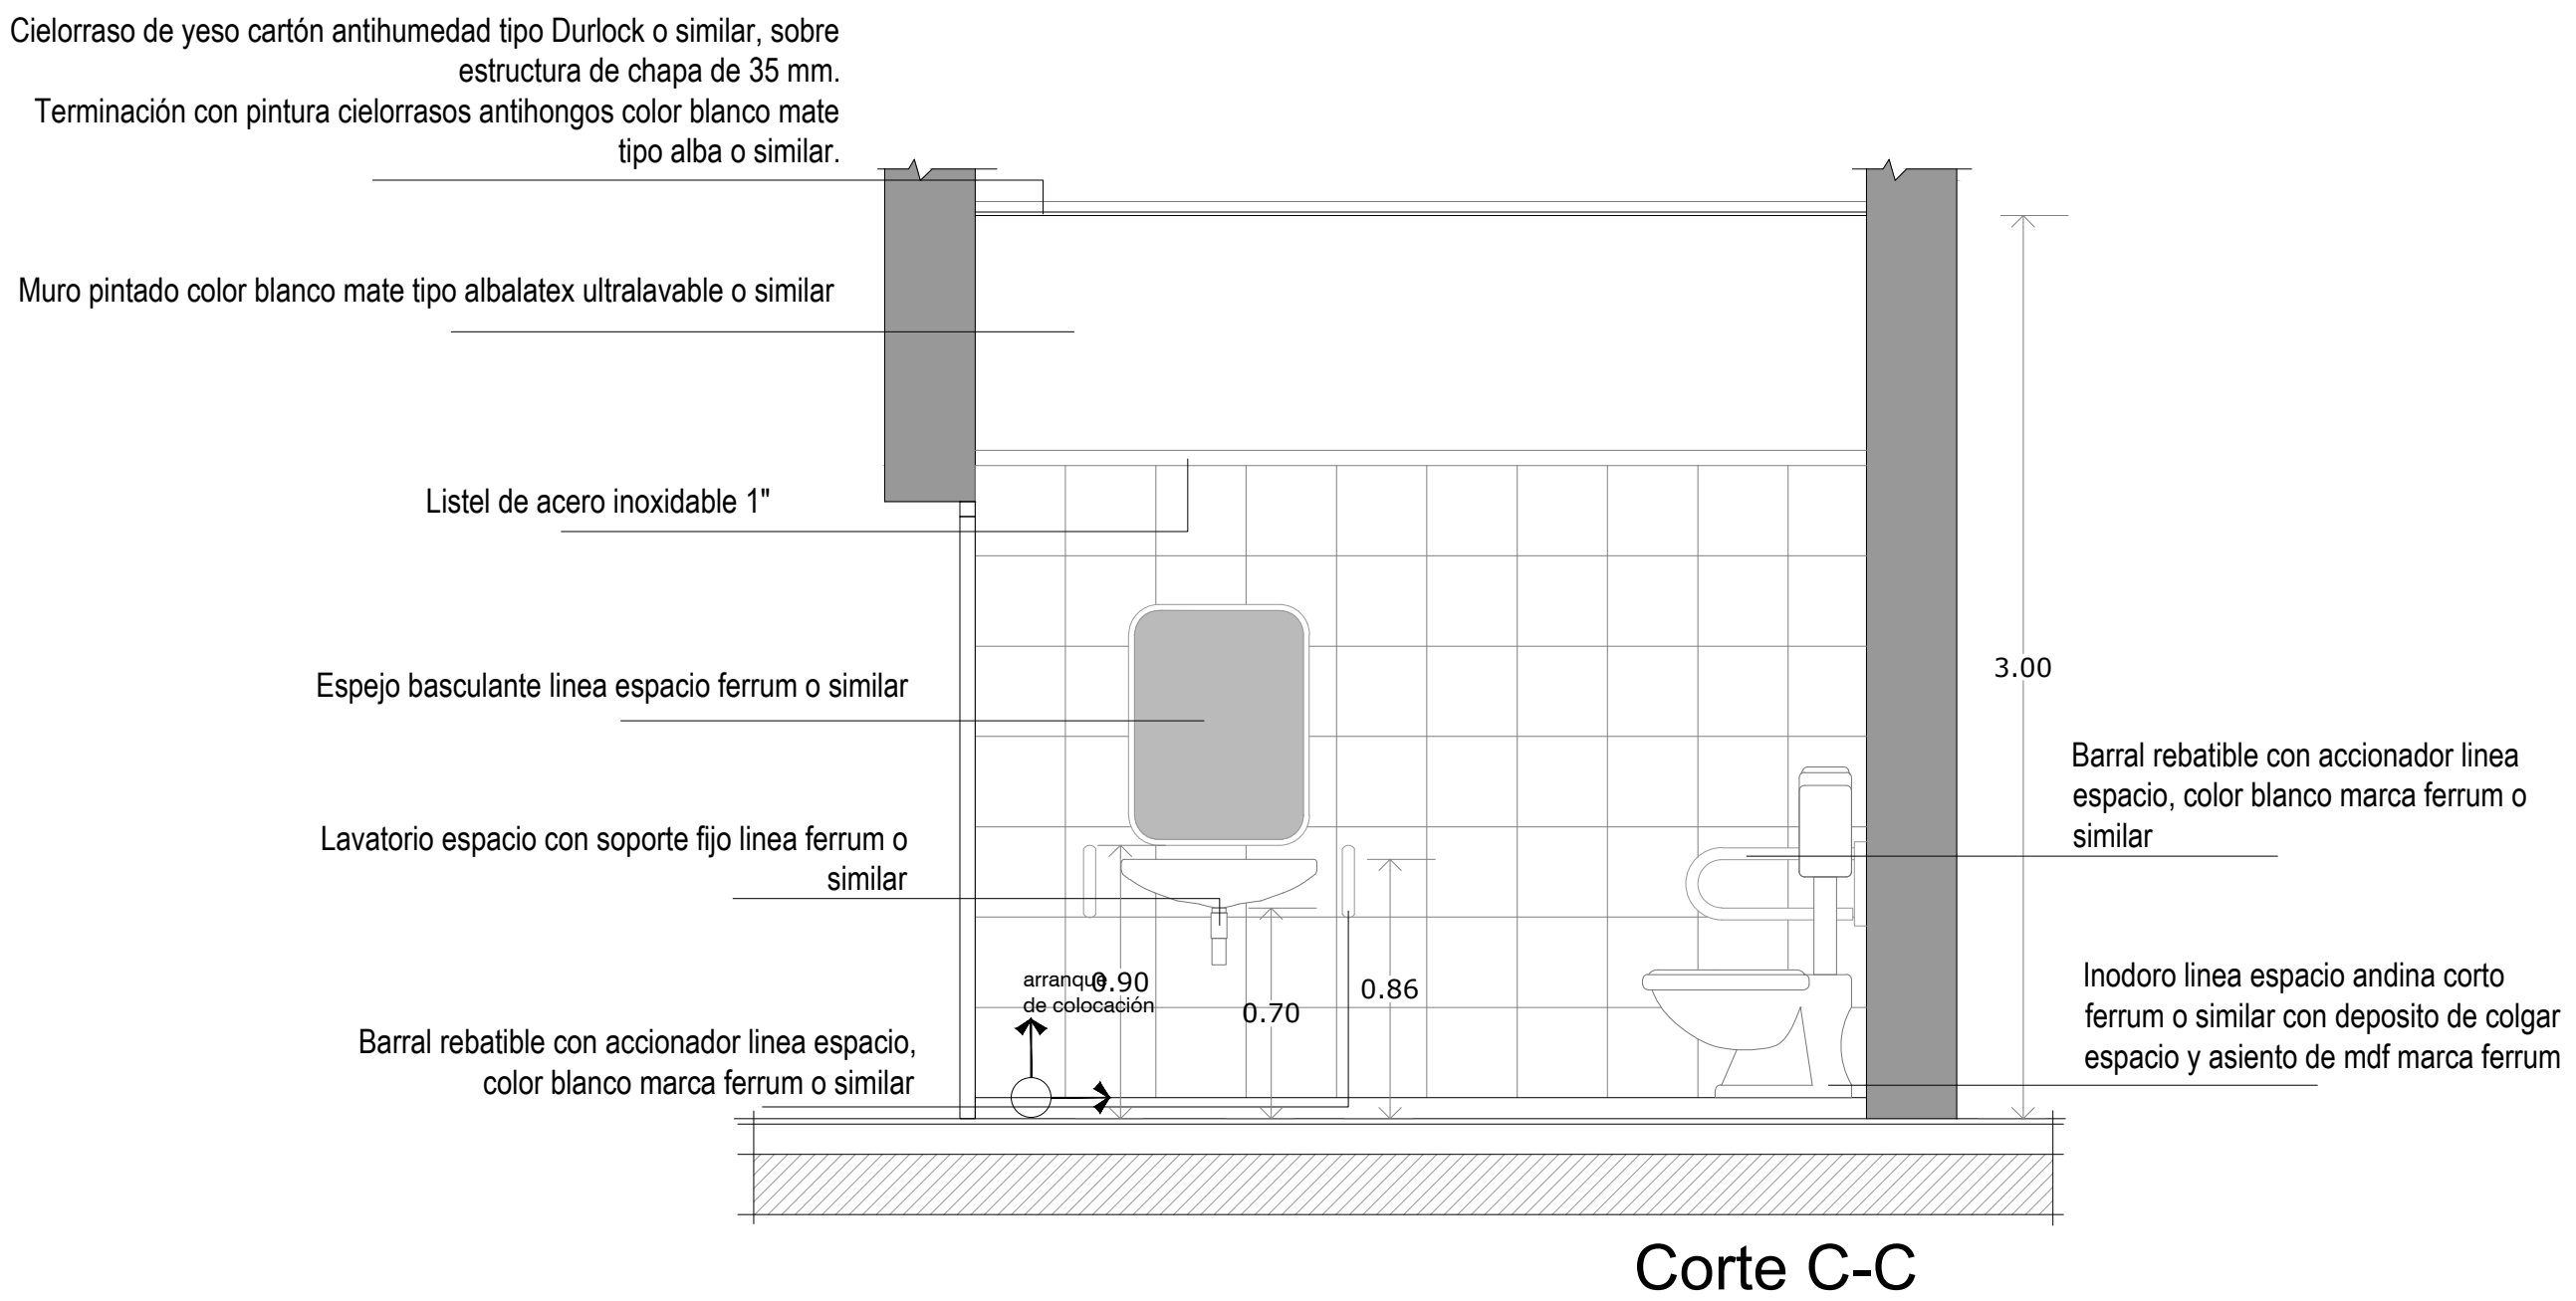 Cielorraso de yeso cartón antihumedad tipo Durlock o similar, sobre
estructura de chapa de 35 mm.
Terminación con pintura cielorrasos antihongos color blanco mate
tipo alba o similar.
Muro pintado color blanco mate tipo albalatex ultralavable o similar
Listel de acero inoxidable 1"
Espejo basculante linea espacio ferrum o similar
Lavatorio espacio con soporte fijo linea ferrum o
similar
Barral rebatible con accionador linea espacio,
color blanco marca ferrum o similar
arranque
de colocación
0.90
0.70
0.86
3.00
Barral rebatible con accionador linea
espacio, color blanco marca ferrum o
similar
Inodoro linea espacio andina corto
ferrum o similar con deposito de colgar
espacio y asiento de mdf marca ferrum
Corte C-C